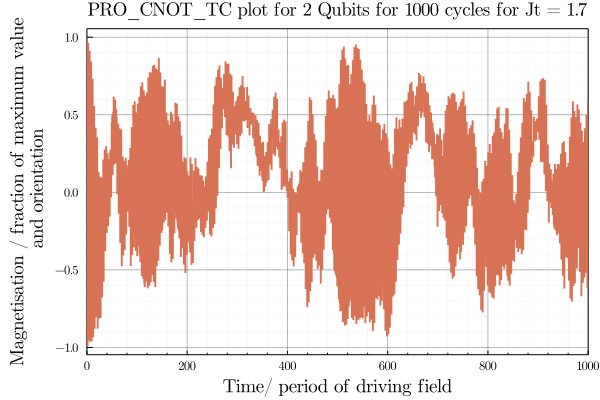 PRO_CNOT_TC plot for 2 Qubits for 1000 cycles for Jt = 1.7
Magnetisation / fraction of maximum value
and orientation
1.0
0.5
0.0
−0.5
−1.0
0 200 400 600 800 1000
Time/ period of driving field